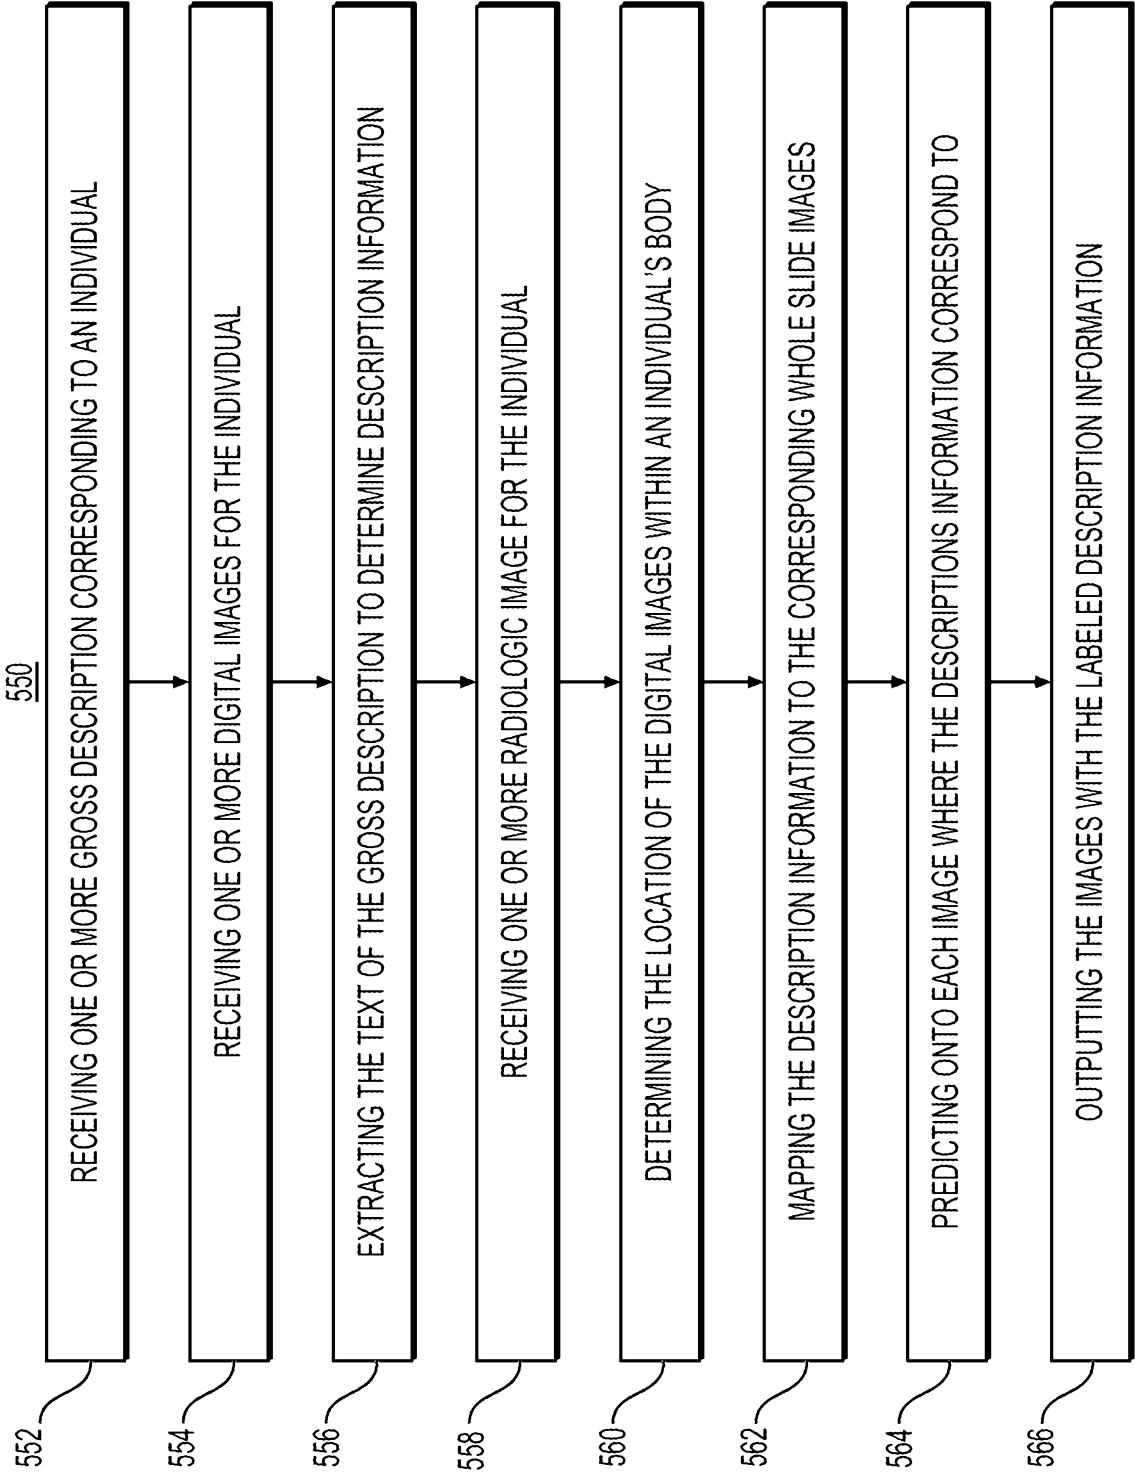 550
552
RECEIVING ONE OR MORE GROSS DESCRIPTION CORRESPONDING TO AN INDIVIDUAL
554
RECEIVING ONE OR MORE DIGITAL IMAGES FOR THE INDIVIDUAL
556
EXTRACTING THE TEXT OF THE GROSS DESCRIPTION TO DETERMINE DESCRIPTION INFORMATION
558
RECEIVING ONE OR MORE RADIOLOGIC IMAGE FOR THE INDIVIDUAL
560
DETERMINING THE LOCATION OF THE DIGITAL IMAGES WITHIN AN INDIVIDUAL'S BODY
562
MAPPING THE DESCRIPTION INFORMATION TO THE CORRESPONDING WHOLE SLIDE IMAGES
564
PREDICTING ONTO EACH IMAGE WHERE THE DESCRIPTIONS INFORMATION CORRESPOND TO
566
OUTPUTTING THE IMAGES WITH THE LABELED DESCRIPTION INFORMATION